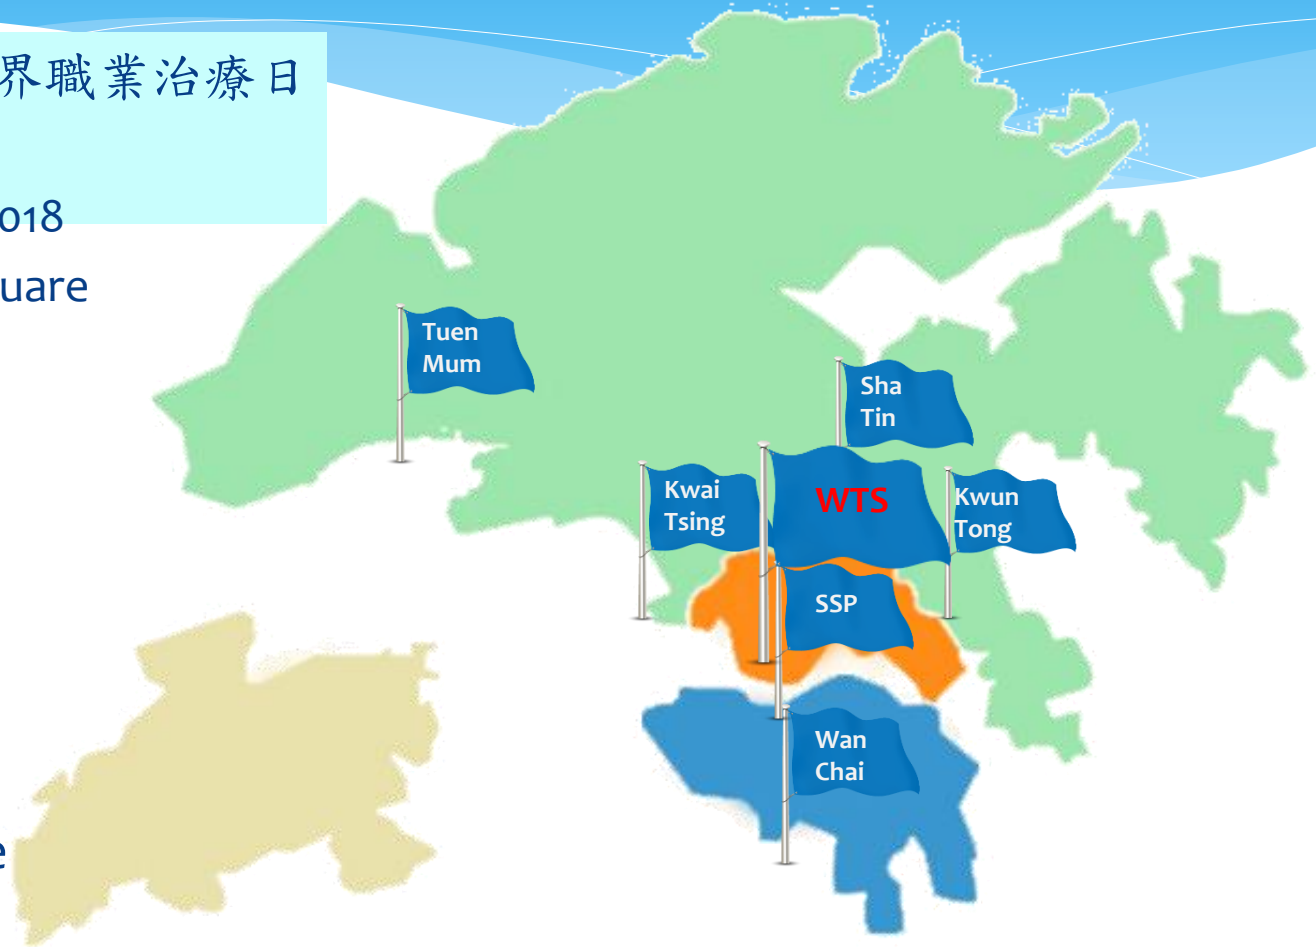 界職業治療日
018
uare
Tuen
Mum
Sha
Tin
Kwai
Tsing
WTS
Kwun
Tong
SSP
Wan
Chai
e